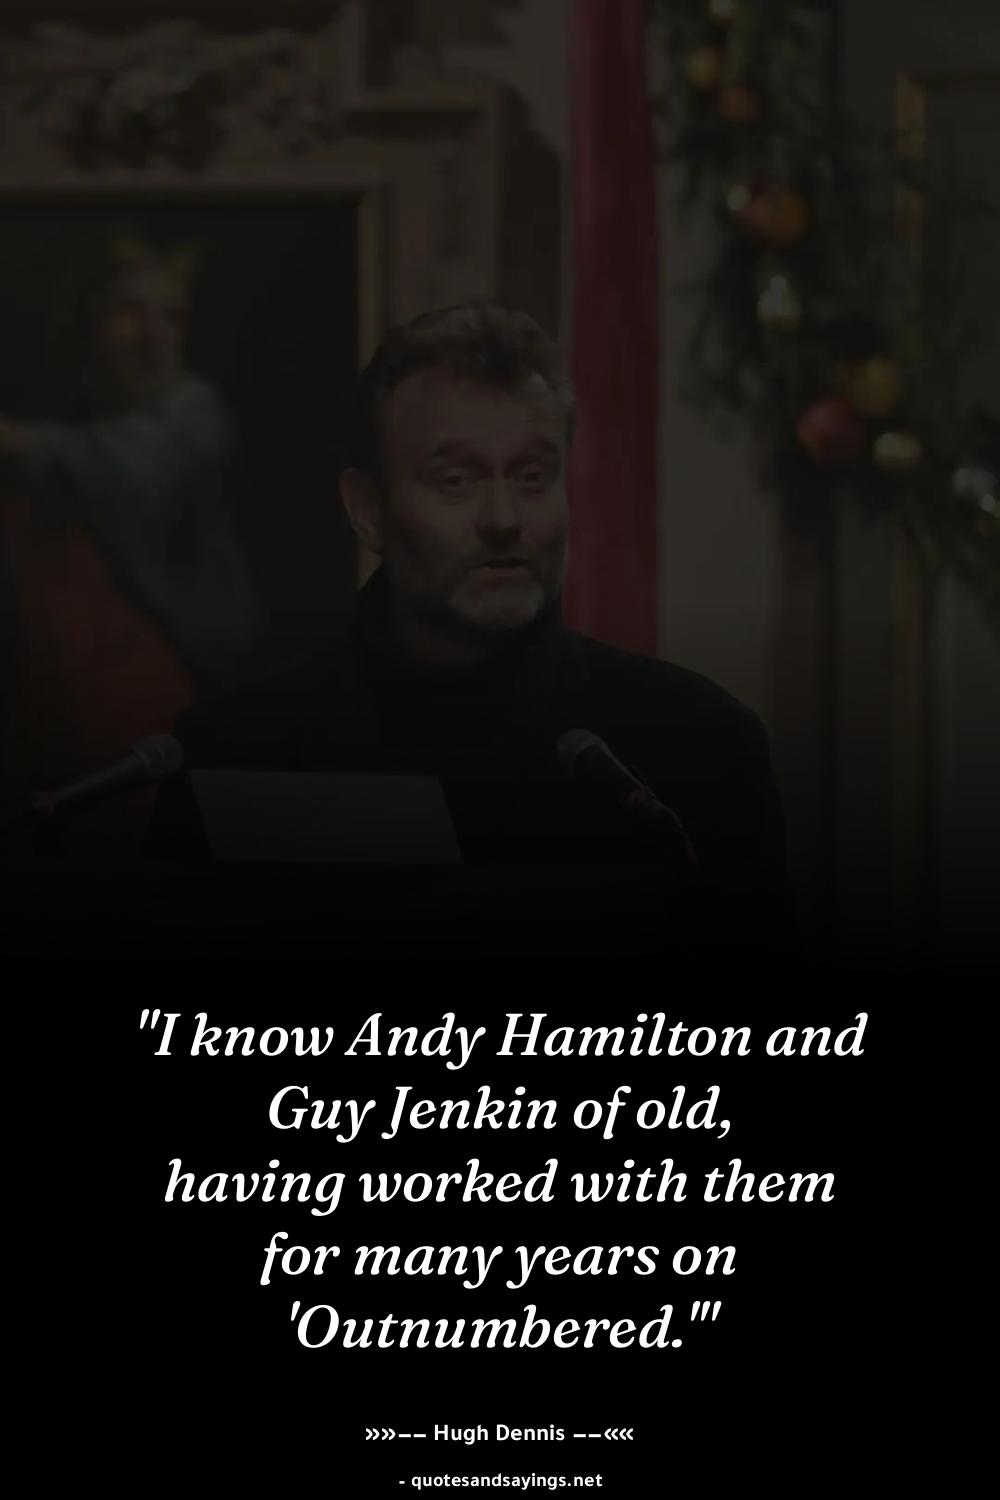 "I know Andy Hamilton and
Guy Jenkin of old,
having worked with them
for many years on
'Outnumbered.'"
»»–– Hugh Dennis ––««
- quotesandsayings.net